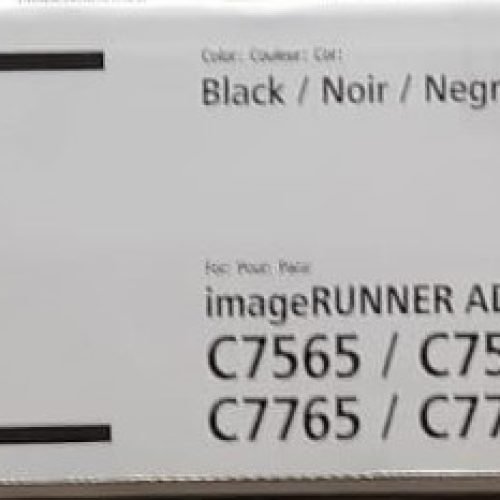 Color: Couleur: Col:
Black / Noir / Negr
For: Pour: Para:
imageRUNNER AD
C7565 / C75
C7765 / C77